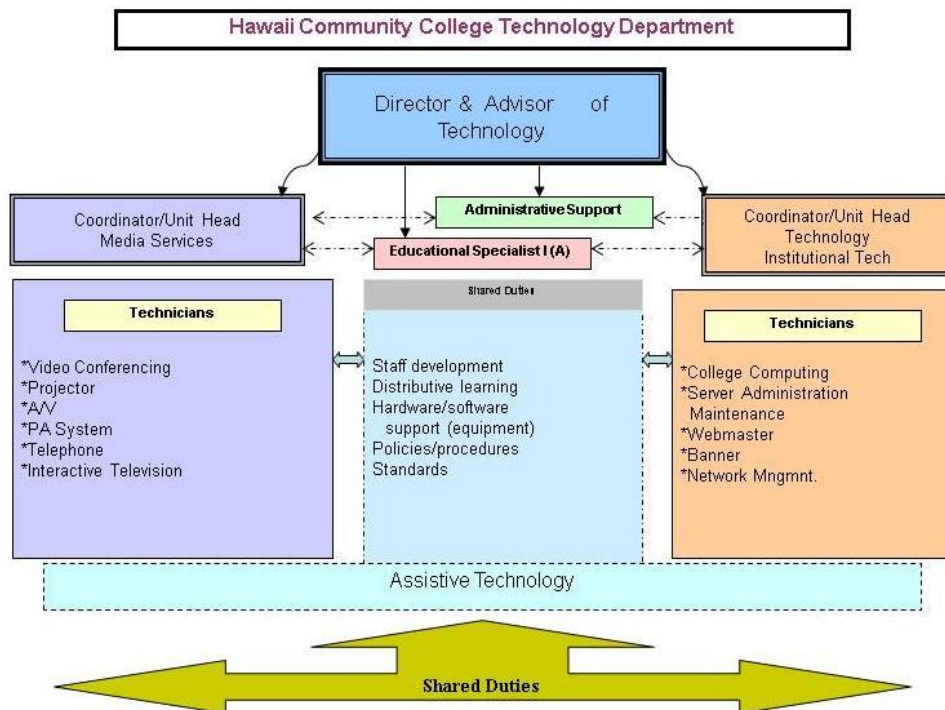 Hawaii Community College Technology Department
Director & Advisor of
Technology
Coordinator/Unit Head
Media Services
Administrative Support
Educational Specialist I (A)
Coordinator/Unit Head
Technology
Institutional Tech
Technicians
*Video Conferencing
*Projector
*A/V
*PA System
*Telephone
*Interactive Television
Shared Duties
Staff development
Distributive learning
Hardware/software
support (equipment)
Policies/procedures
Standards
Technicians
*College Computing
*Server Administration
Maintenance
*Webmaster
*Banner
*Network Mngmnt.
Assistive Technology
Shared Duties